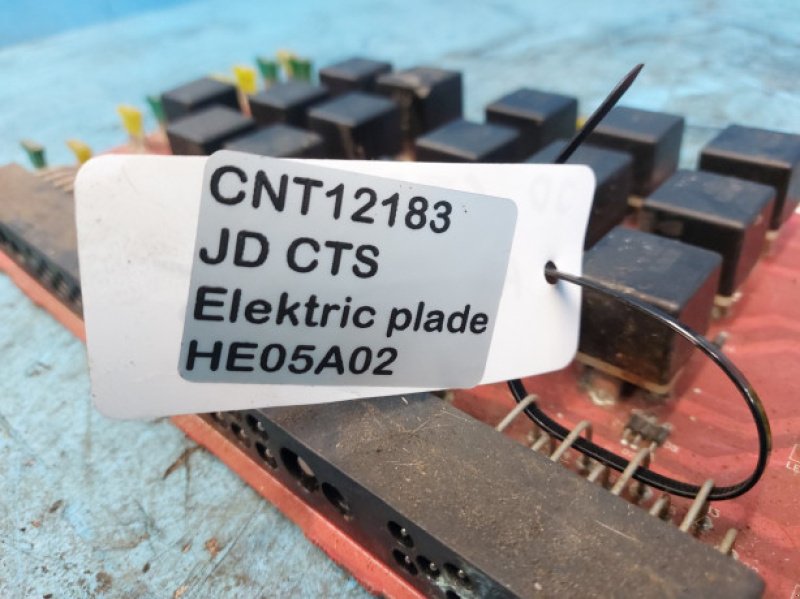 CNT12183
JD CTS
Elektric plade
HE05A02